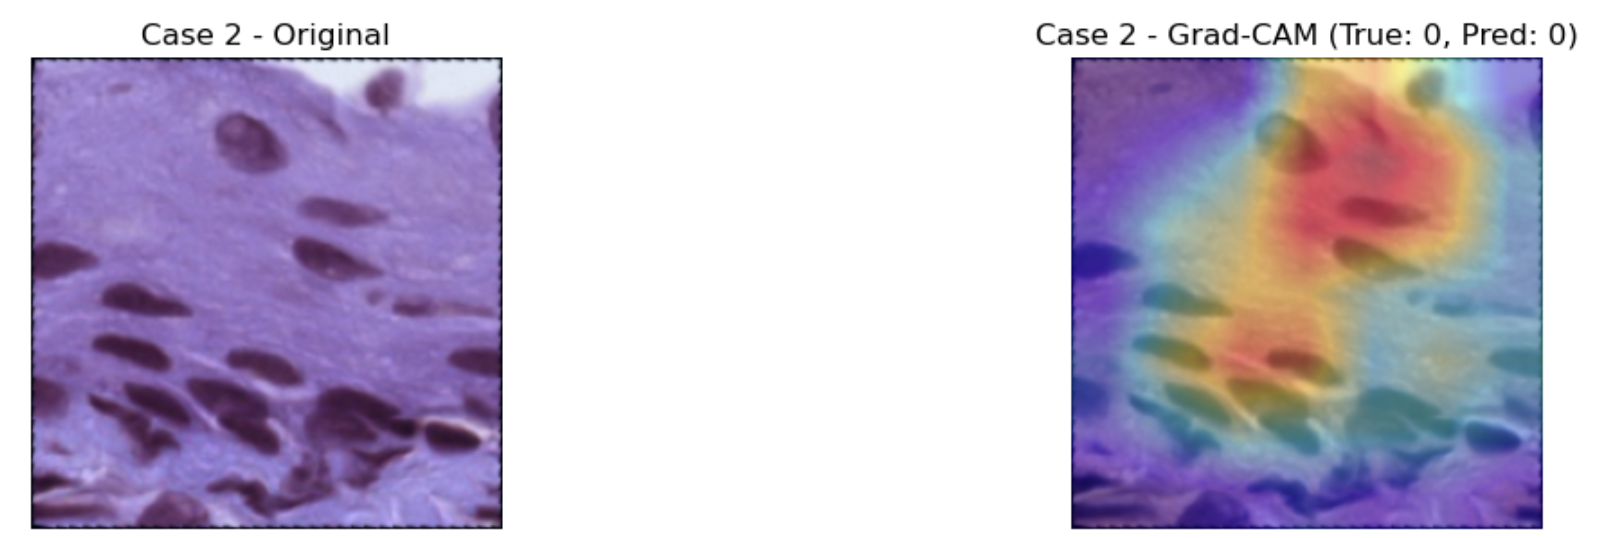 Case 2 - Original
Case 2 - Grad-CAM (True: 0, Pred: 0)